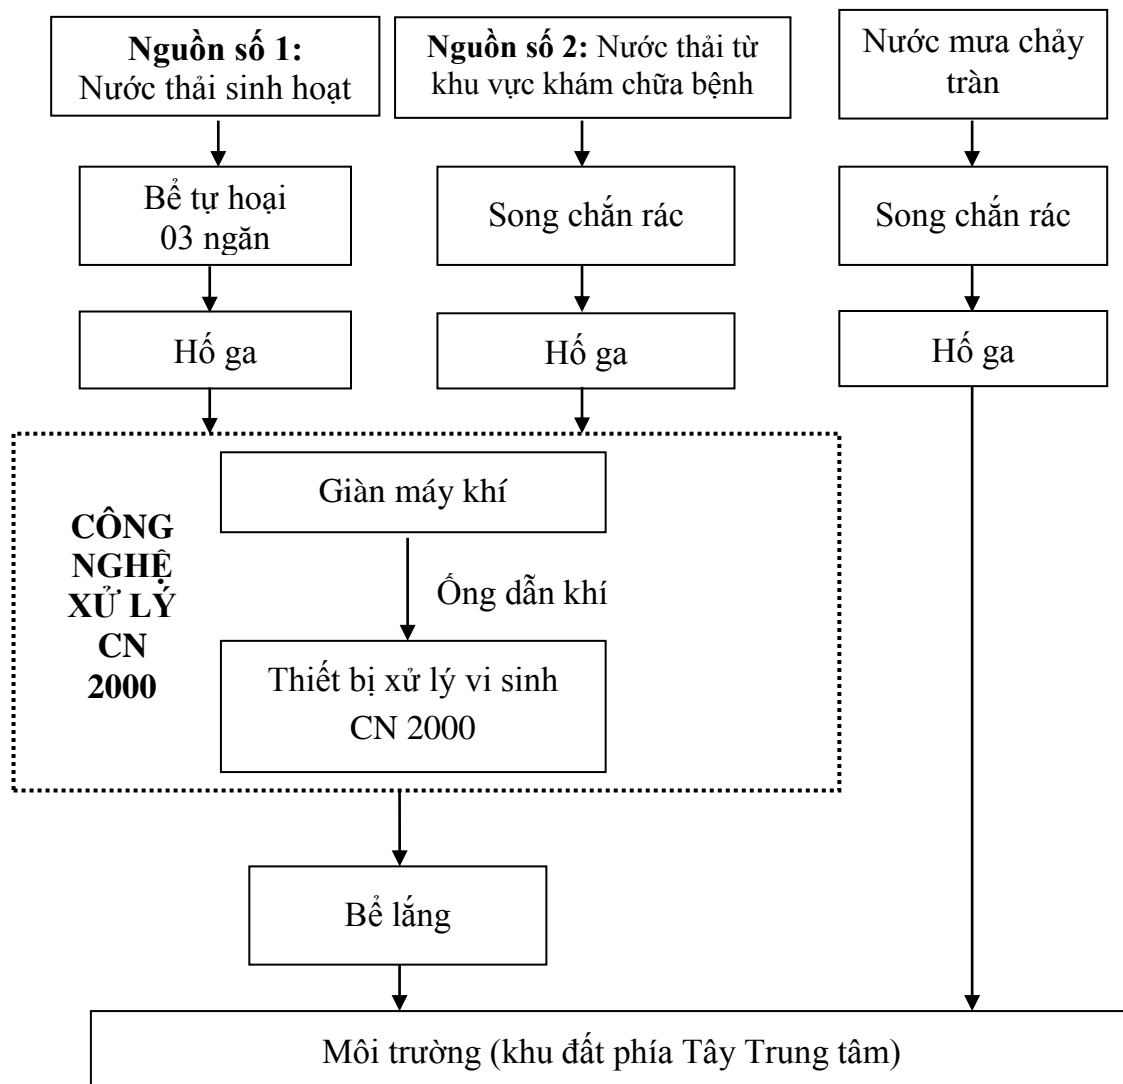 Nguồn số 1:
Nước thải sinh hoạt
Nguồn số 2: Nước thải từ
khu vực khám chữa bệnh
Nước mưa chảy
tràn
Bể tự hoại
03 ngăn
Song chắn rác
Song chắn rác
Hố ga
Hố ga
Hố ga
CÔNG
NGHỆ
XỬ LÝ
CN
2000
Giàn máy khí
Ống dẫn khí
Thiết bị xử lý vi sinh
CN 2000
Bể lắng
Môi trường (khu đất phía Tây Trung tâm)